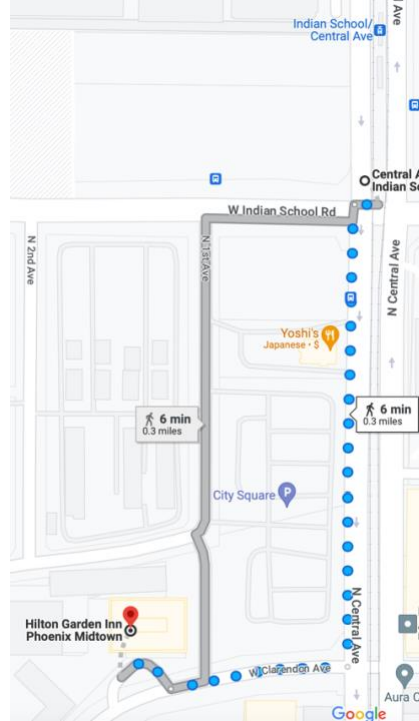 l Ave
Indian School/
Central Ave
Central A
Indian Sc
W Indian School Rd
N 2nd Ave
N 1st Ave
N Central Ave
Yoshi's
Japanese • $
6 min
0.3 miles
6 min
0.3 miles
City Square
P
N Central Ave
Hilton Garden Inn
Phoenix Midtown
W Clarendon Ave
Aura C
Google